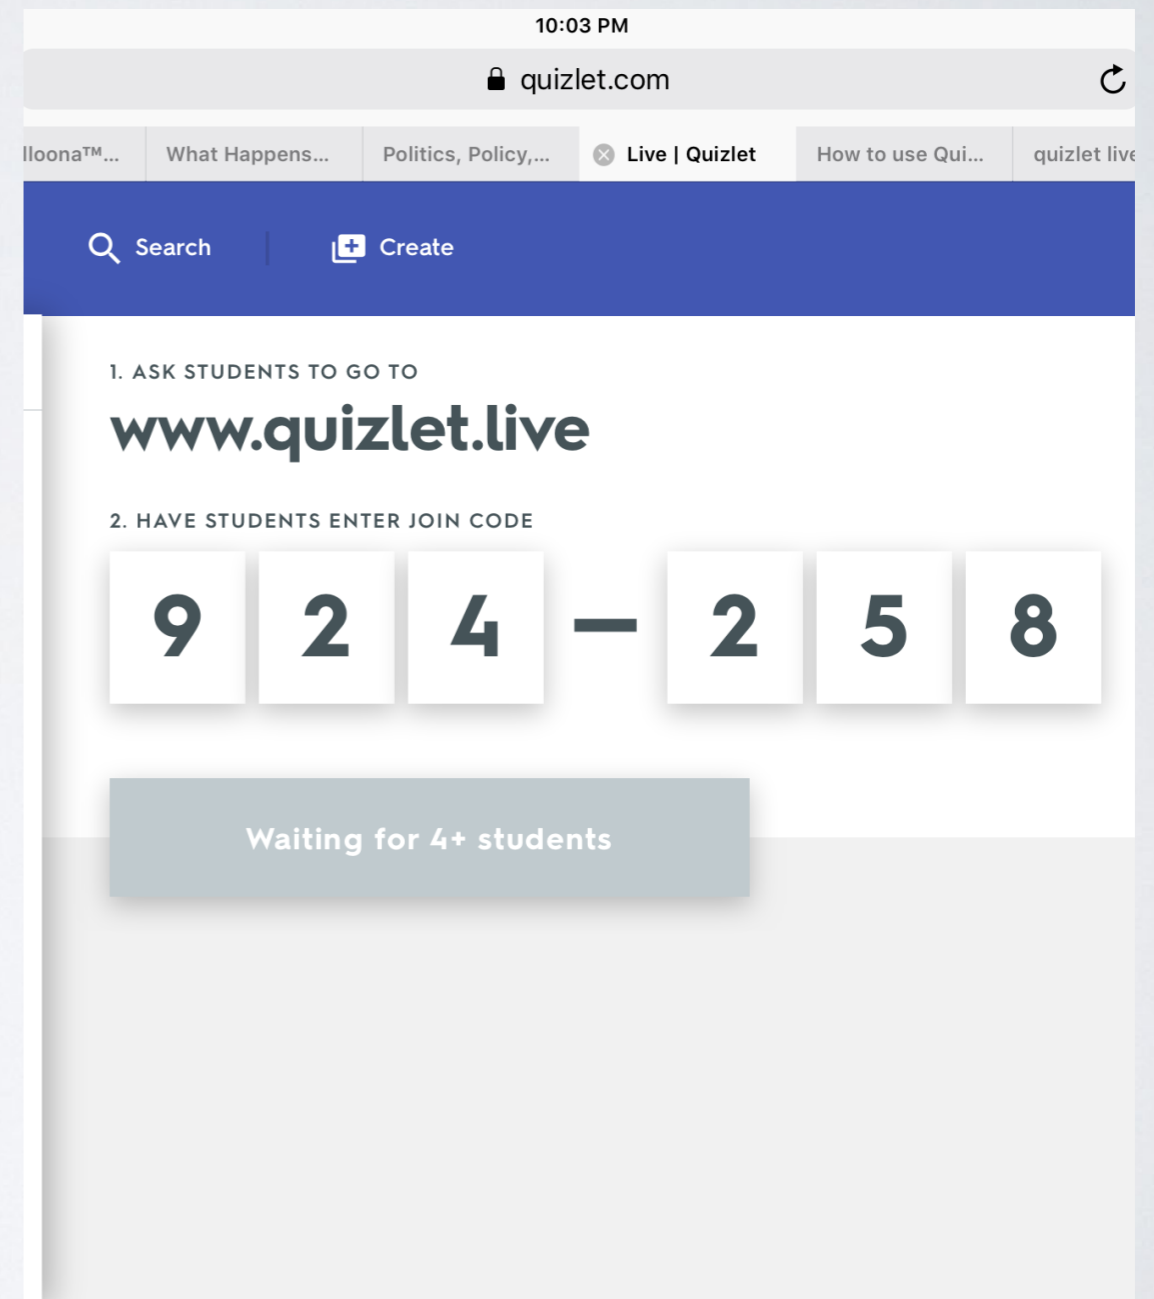 10:03 PM
quizlet.com
lloona™... What Happens... Politics, Policy,... Live | Quizlet How to use Qui... quizlet live
Search Create
1. ASK STUDENTS TO GO TO
www.quizlet.live
2. HAVE STUDENTS ENTER JOIN CODE
924-258
Waiting for 4+ students